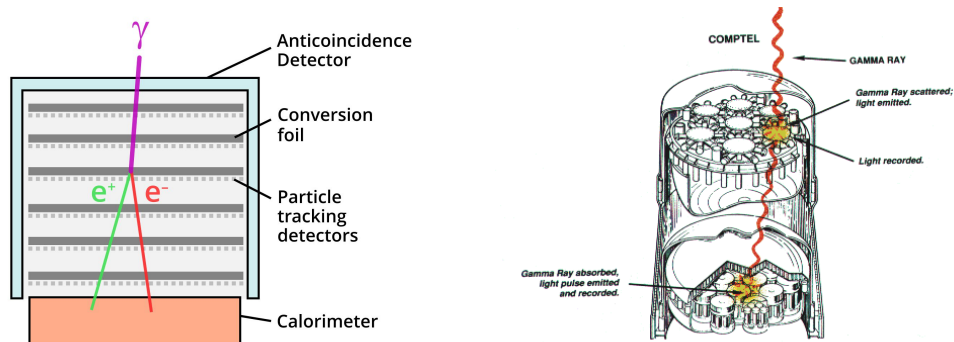 γ
Anticoincidence
Detector
Conversion
foil
e⁺
e⁻
Particle
tracking
detectors
Calorimeter
COMPTEL
GAMMA RAY
Gamma Ray scattered;
light emitted.
Light recorded.
Gamma Ray absorbed,
light pulse emitted
and recorded.